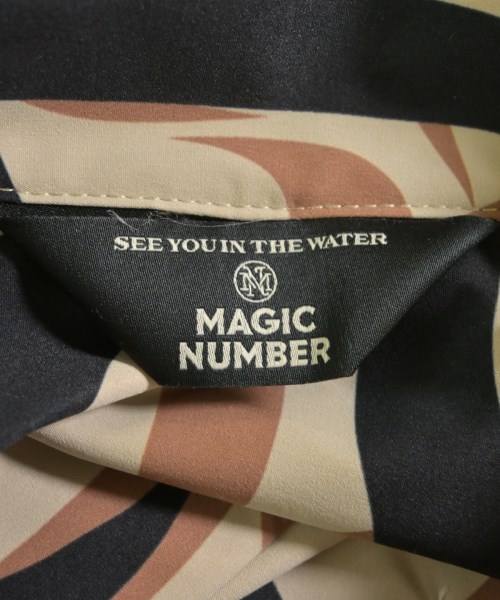 SEE YOU IN THE WATER
MN
MAGIC
NUMBER